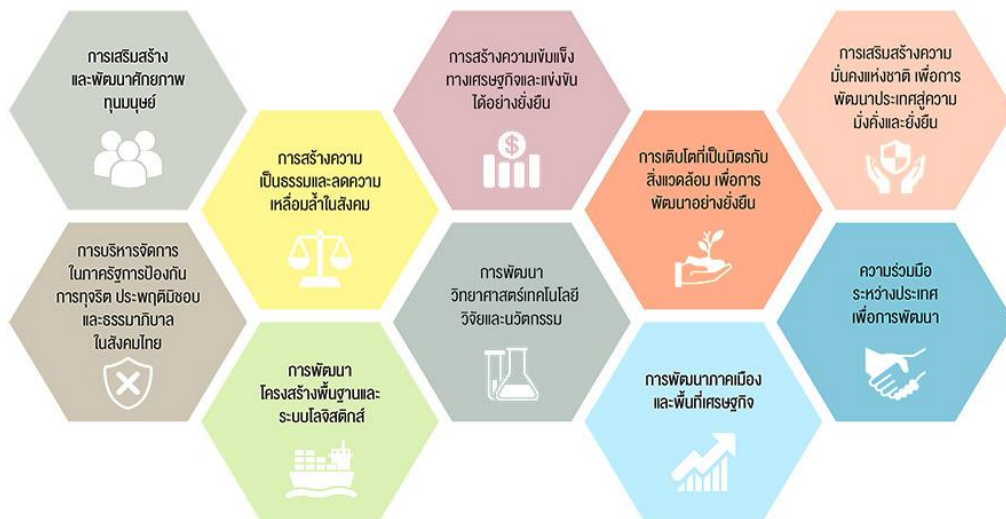 การเสริมสร้าง
และพัฒนาศักยภาพ
ทุนมนุษย์
การสร้างความ
เป็นธรรมและลดความ
เหลื่อมล้ำในสังคม
การสร้างความเข้มแข็ง
ทางเศรษฐกิจและแข่งขัน
ได้อย่างยั่งยืน
การเติบโตที่เป็นมิตรกับ
สิ่งแวดล้อม เพื่อการ
พัฒนาอย่างยั่งยืน
การเสริมสร้างความ
มั่นคงแห่งชาติ เพื่อการ
พัฒนาประเทศสู่ความ
มั่งคั่งและยั่งยืน
การบริหารจัดการ
ในภาครัฐการป้องกัน
การทุจริต ประพฤติมิชอบ
และธรรมาภิบาล
ในสังคมไทย
การพัฒนา
โครงสร้างพื้นฐานและ
ระบบโลจิสติกส์
การพัฒนา
วิทยาศาสตร์เทคโนโลยี
วิจัยและนวัตกรรม
การพัฒนาภาคเมือง
และพื้นที่เศรษฐกิจ
ความร่วมมือ
ระหว่างประเทศ
เพื่อการพัฒนา